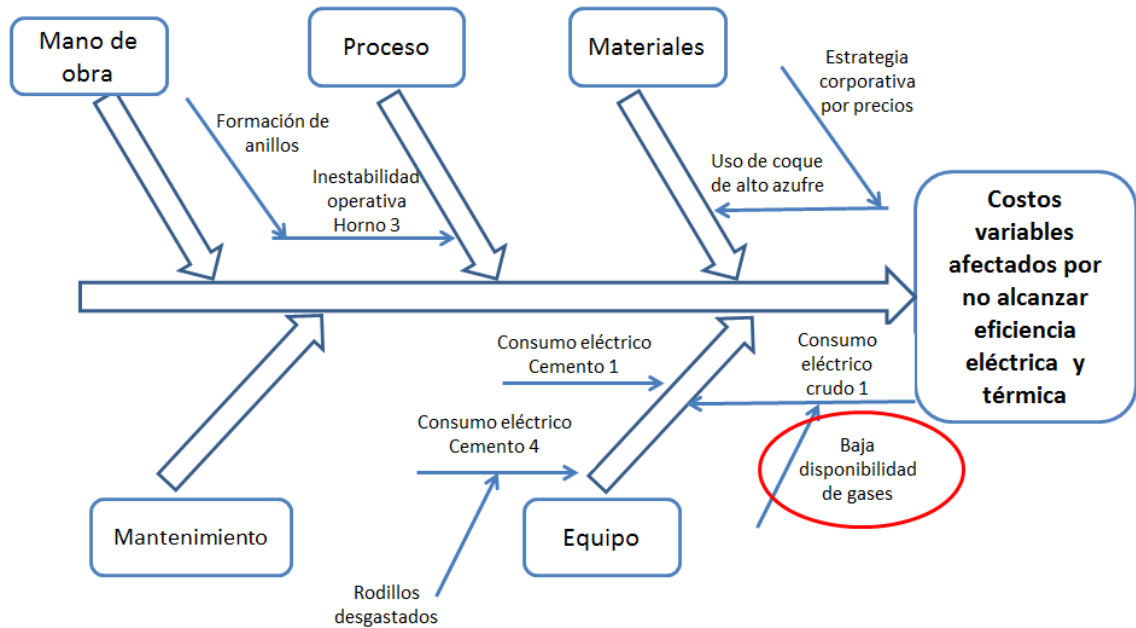 Mano de
obra
Proceso
Materiales
Estrategia
corporativa
por precios
Formación de
anillos
Inestabilidad
operativa
Horno 3
Uso de coque
de alto azufre
Costos
variables
afectados por
no alcanzar
eficiencia
eléctrica y
térmica
Consumo eléctrico
Cemento 1
Consumo
eléctrico
crudo 1
Consumo eléctrico
Cemento 4
Baja
disponibilidad
de gases
Mantenimiento
Equipo
Rodillos
desgastados